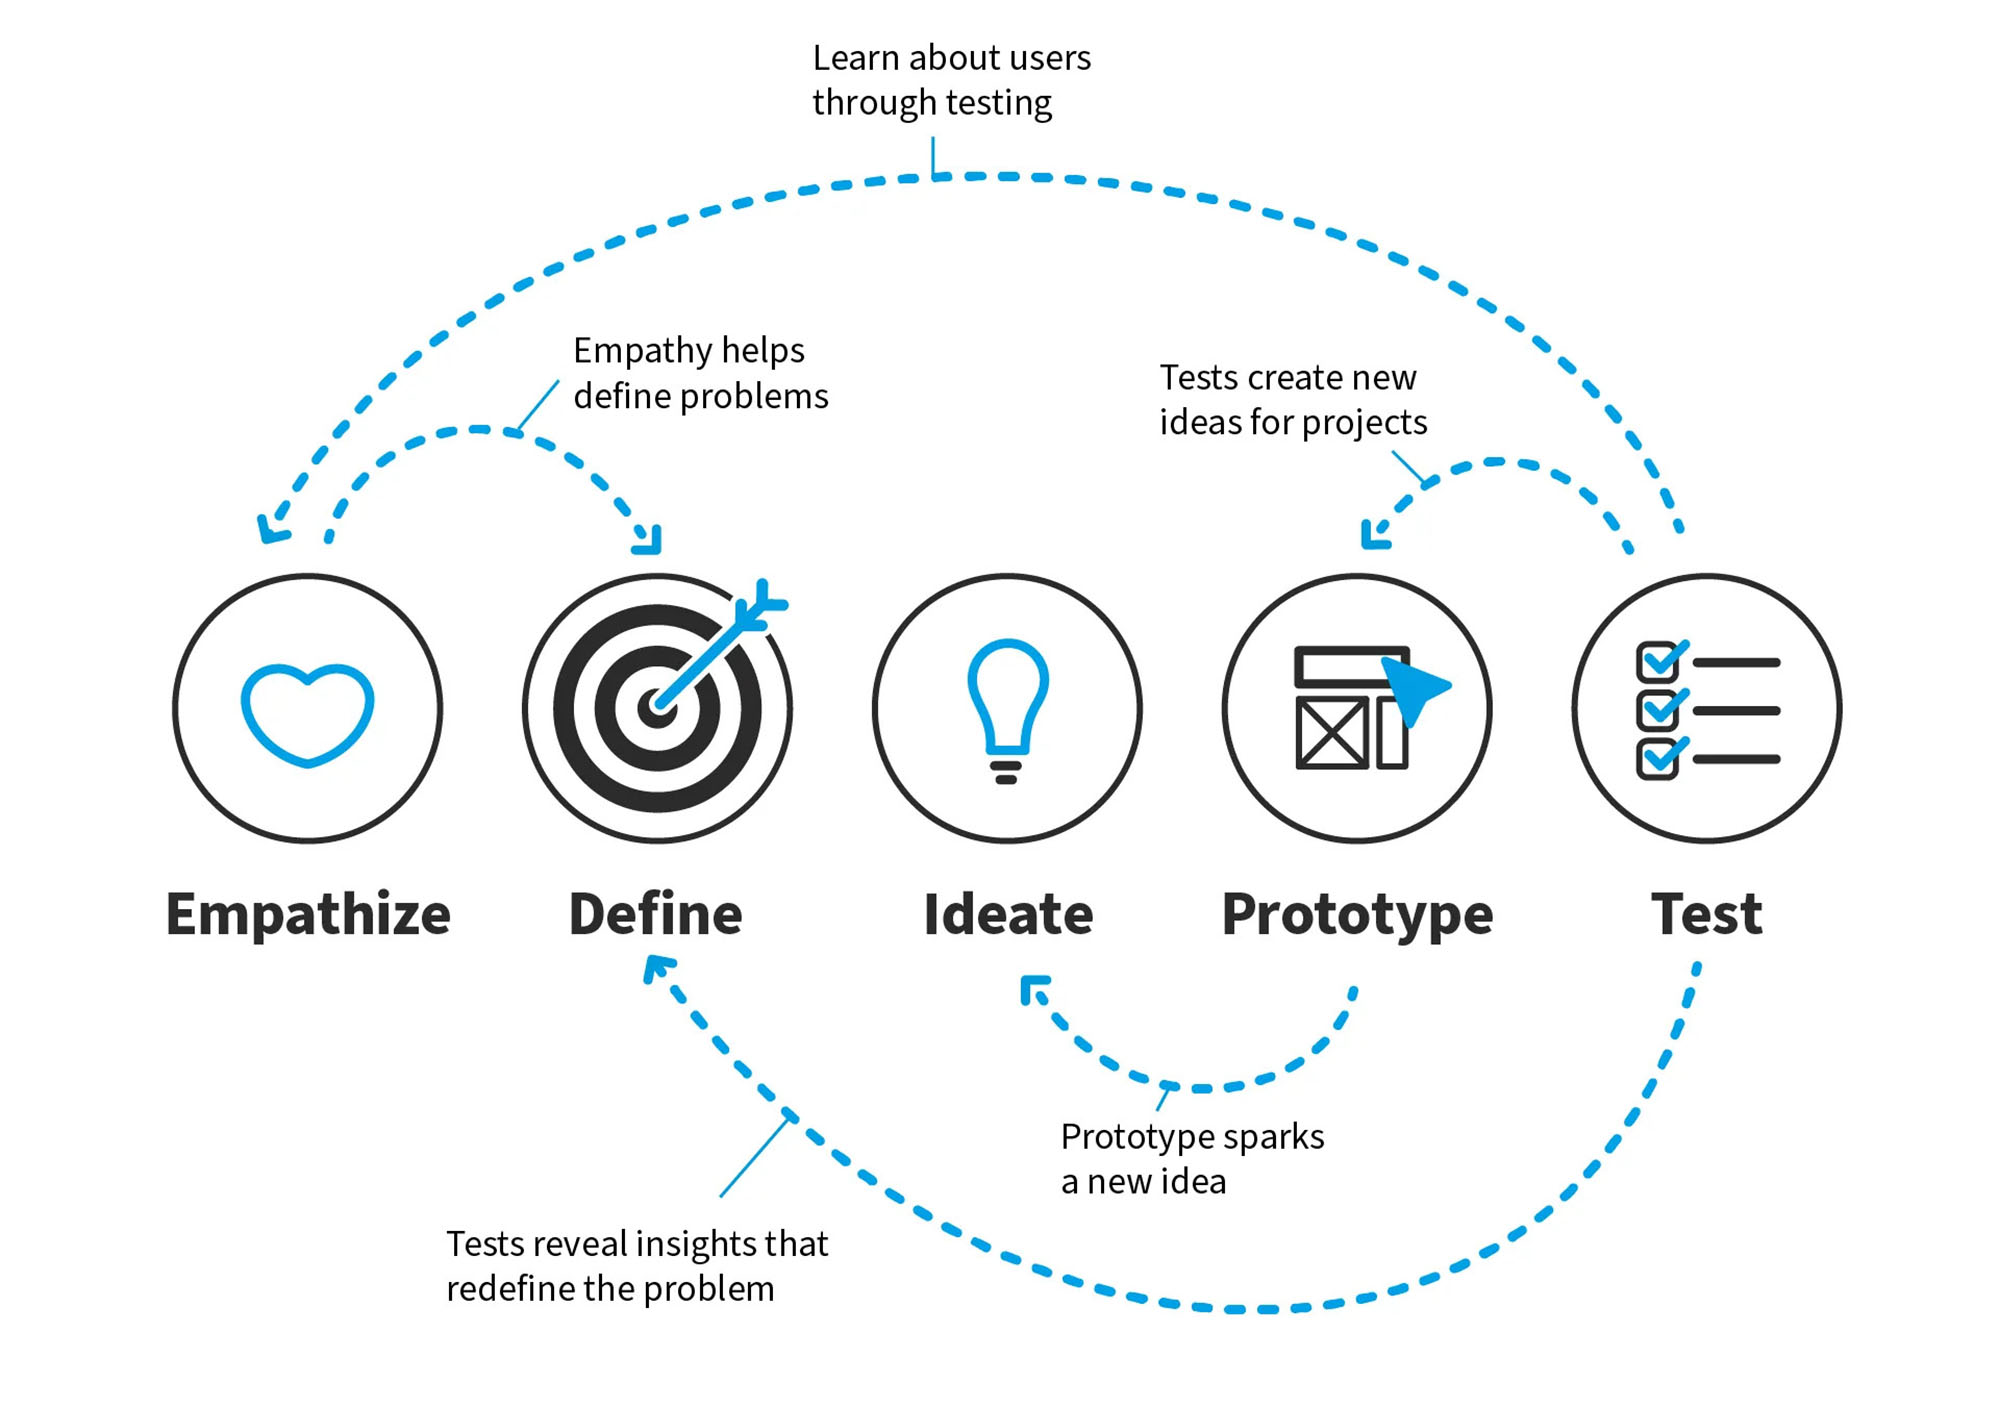 Learn about users
through testing
Empathy helps
define problems
Tests create new
ideas for projects
Empathize
Define
Ideate
Prototype
Test
Prototype sparks
a new idea
Tests reveal insights that
redefine the problem